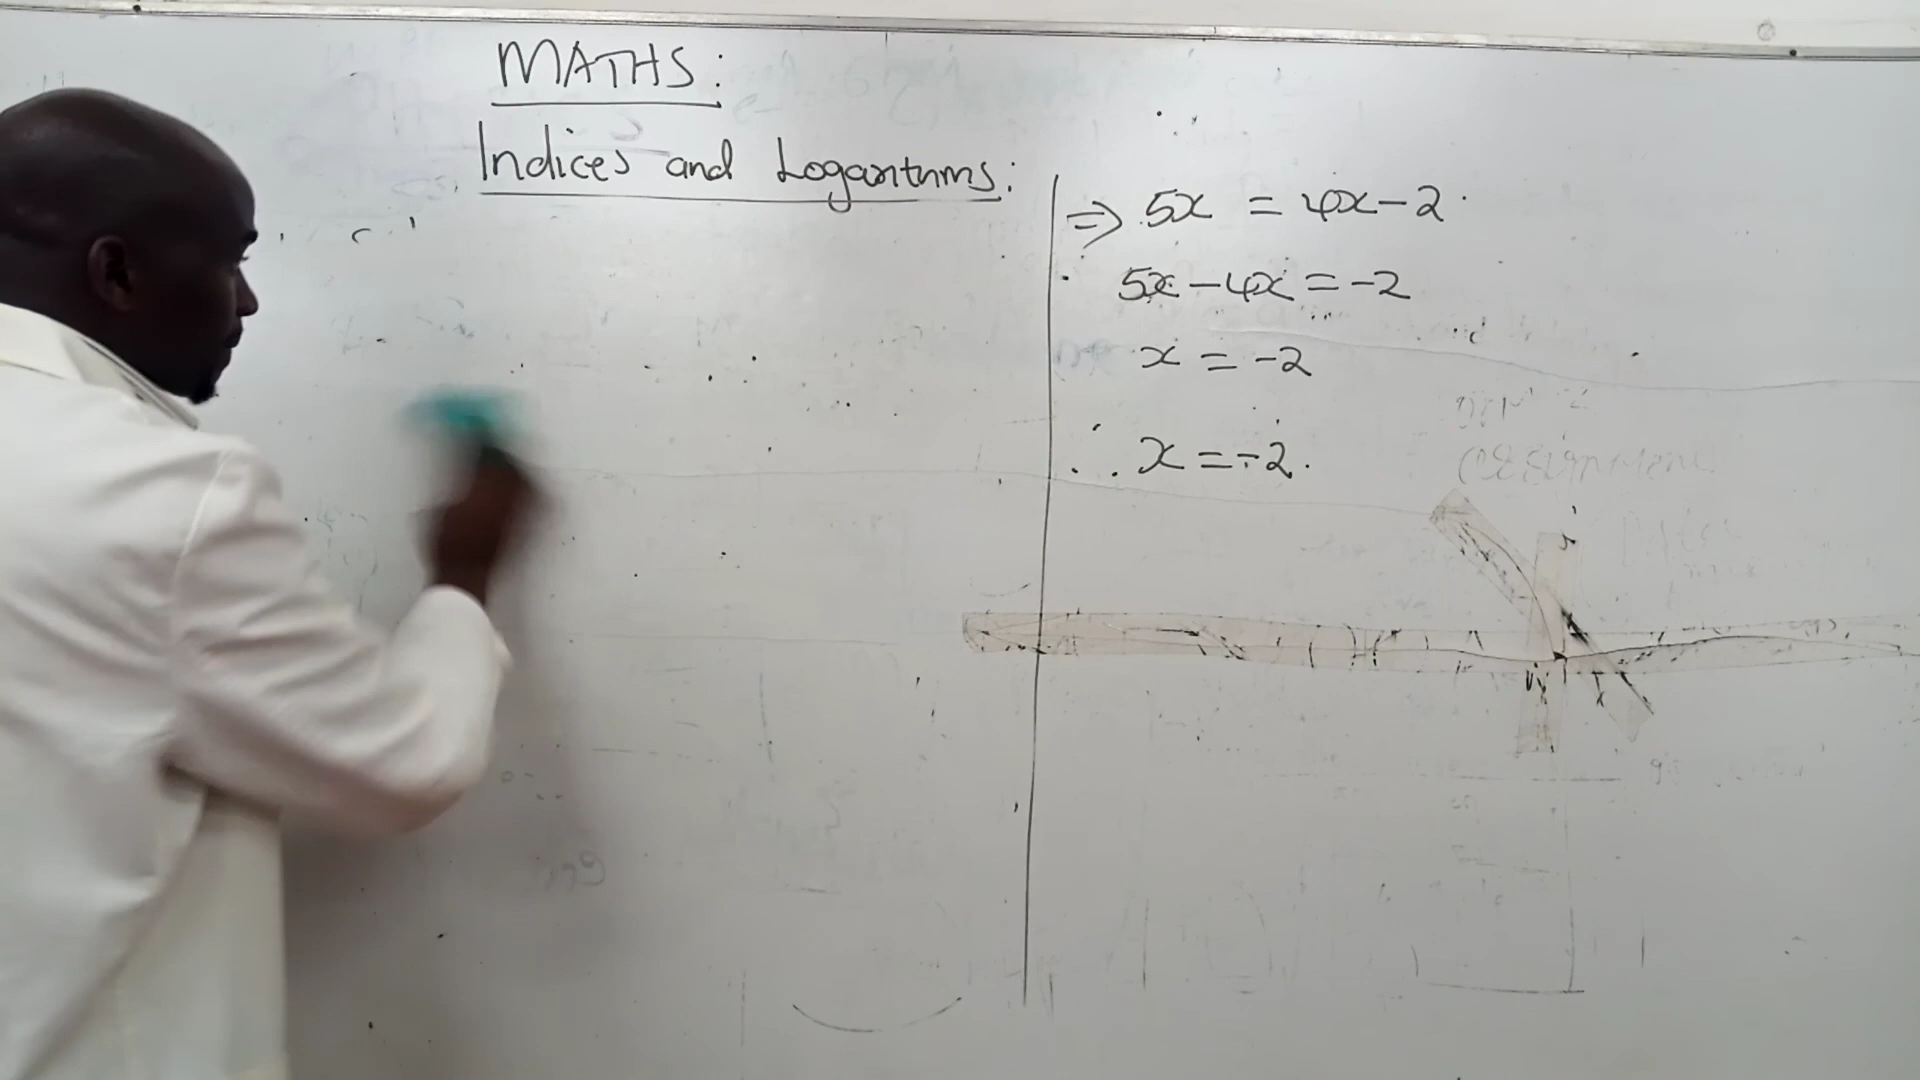 MATHS:
Indices and Logarithms:
⇒ 5x = 4x-2
5x-4x = -2
x = -2
∴ x = -2.